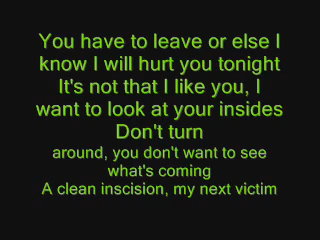 You have to leave or else I
know I will hurt you tonight
It's not that I like you, I
want to look at your insides
Don't turn
around, you don't want to see
what's coming
A clean inscision, my next victim